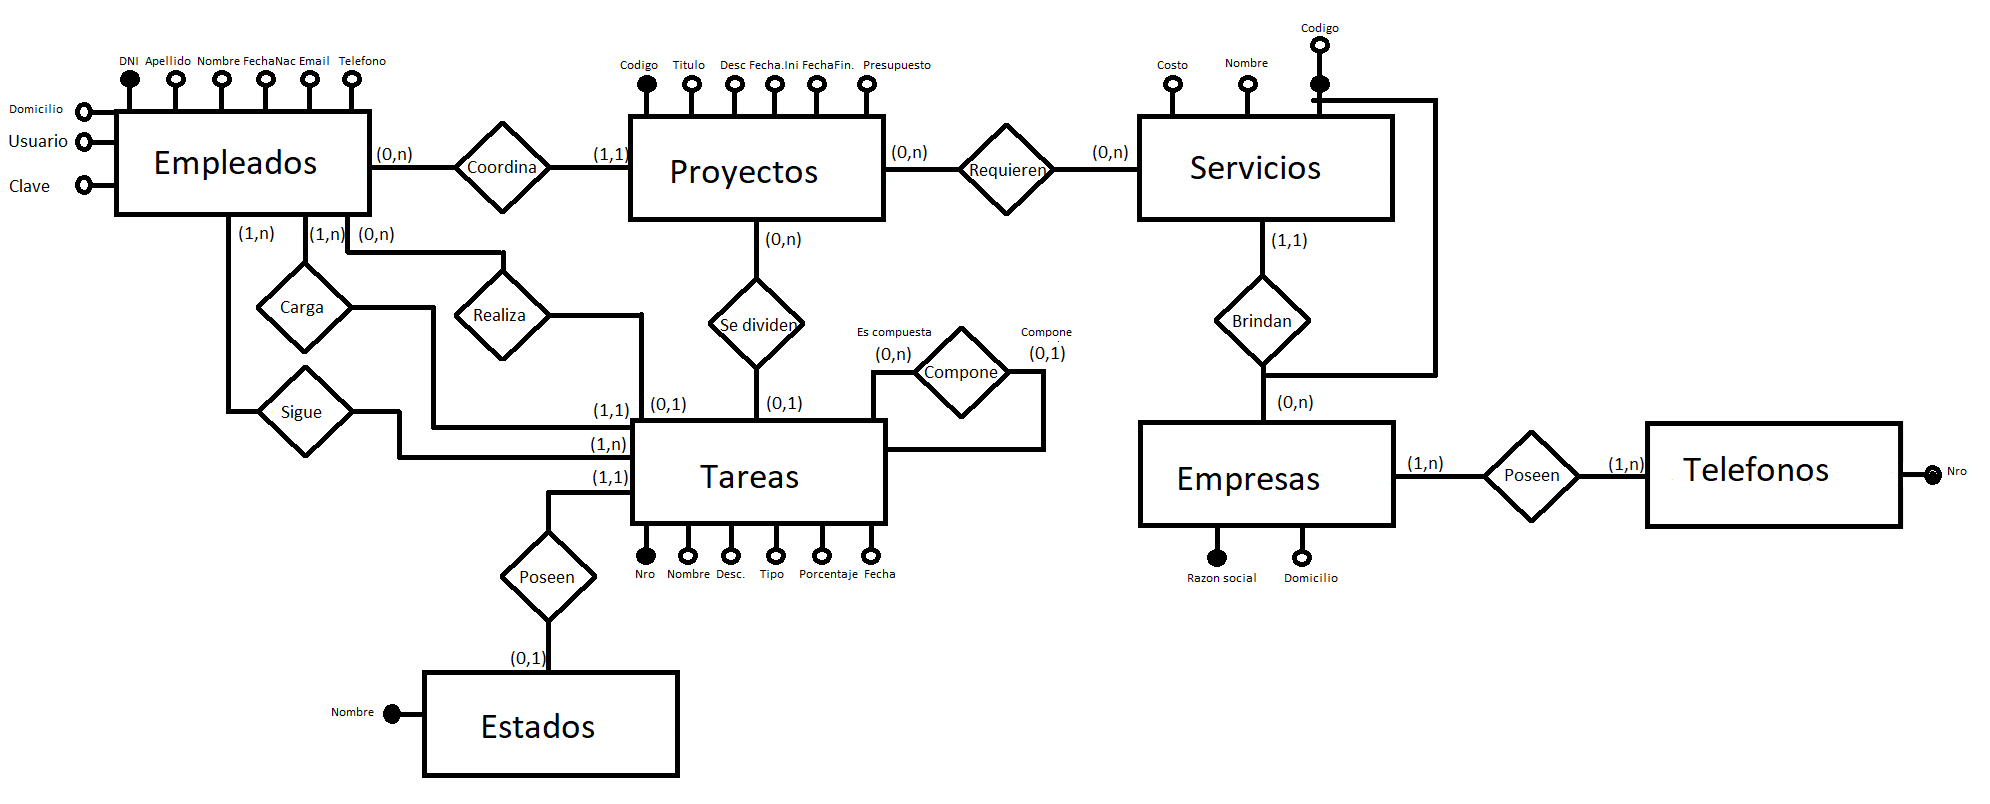 Codigo
DNI Apellido Nombre FechaNac Email Telefono
Codigo Titulo Desc Fecha.Ini FechaFin. Presupuesto
Costo Nombre
Domicilio
Usuario
Clave
Empleados
(0,n)
Coordina
(1,1)
Proyectos
(0,n)
Requieren
(0,n)
Servicios
(1,n)
(1,n)
(0,n)
(0,n)
(1,1)
Carga
Realiza
Se dividen
Brindan
Es compuesta
(0,n)
Compone
Compone
(0,1)
Sigue
(1,1)
(0,1)
(0,1)
(0,n)
(1,n)
(1,1)
Tareas
Empresas
(1,n)
Poseen
(1,n)
Telefonos
Nro
Nro Nombre Desc. Tipo Porcentaje Fecha
Razon social Domicilio
Poseen
(0,1)
Nombre
Estados